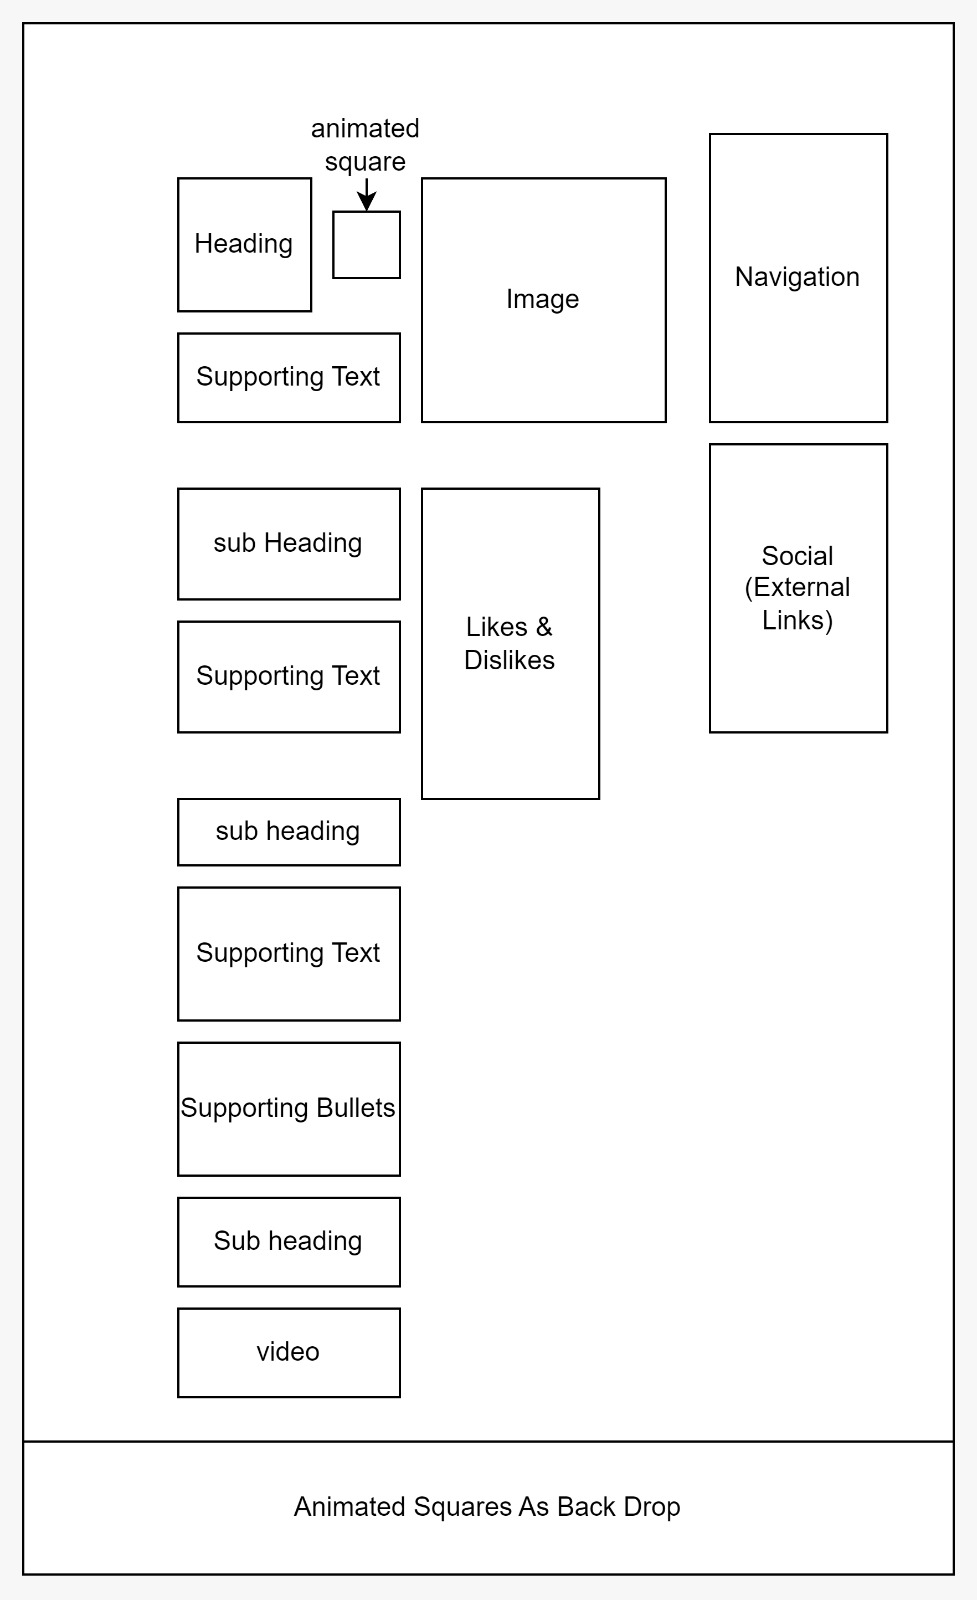 animated
square
Heading
Image
Navigation
Supporting Text
sub Heading
Likes &
Dislikes
Social
(External
Links)
Supporting Text
sub heading
Supporting Text
Supporting Bullets
Sub heading
video
Animated Squares As Back Drop